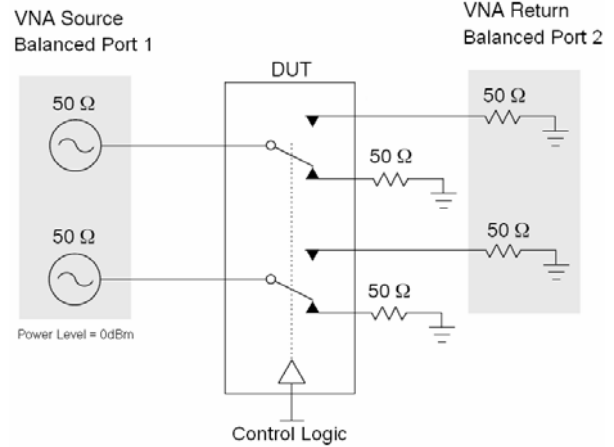 VNA Source
Balanced Port 1
VNA Return
Balanced Port 2
DUT
50 Ω
50 Ω
50 Ω
50 Ω
50 Ω
50 Ω
Power Level = 0dBm
Control Logic